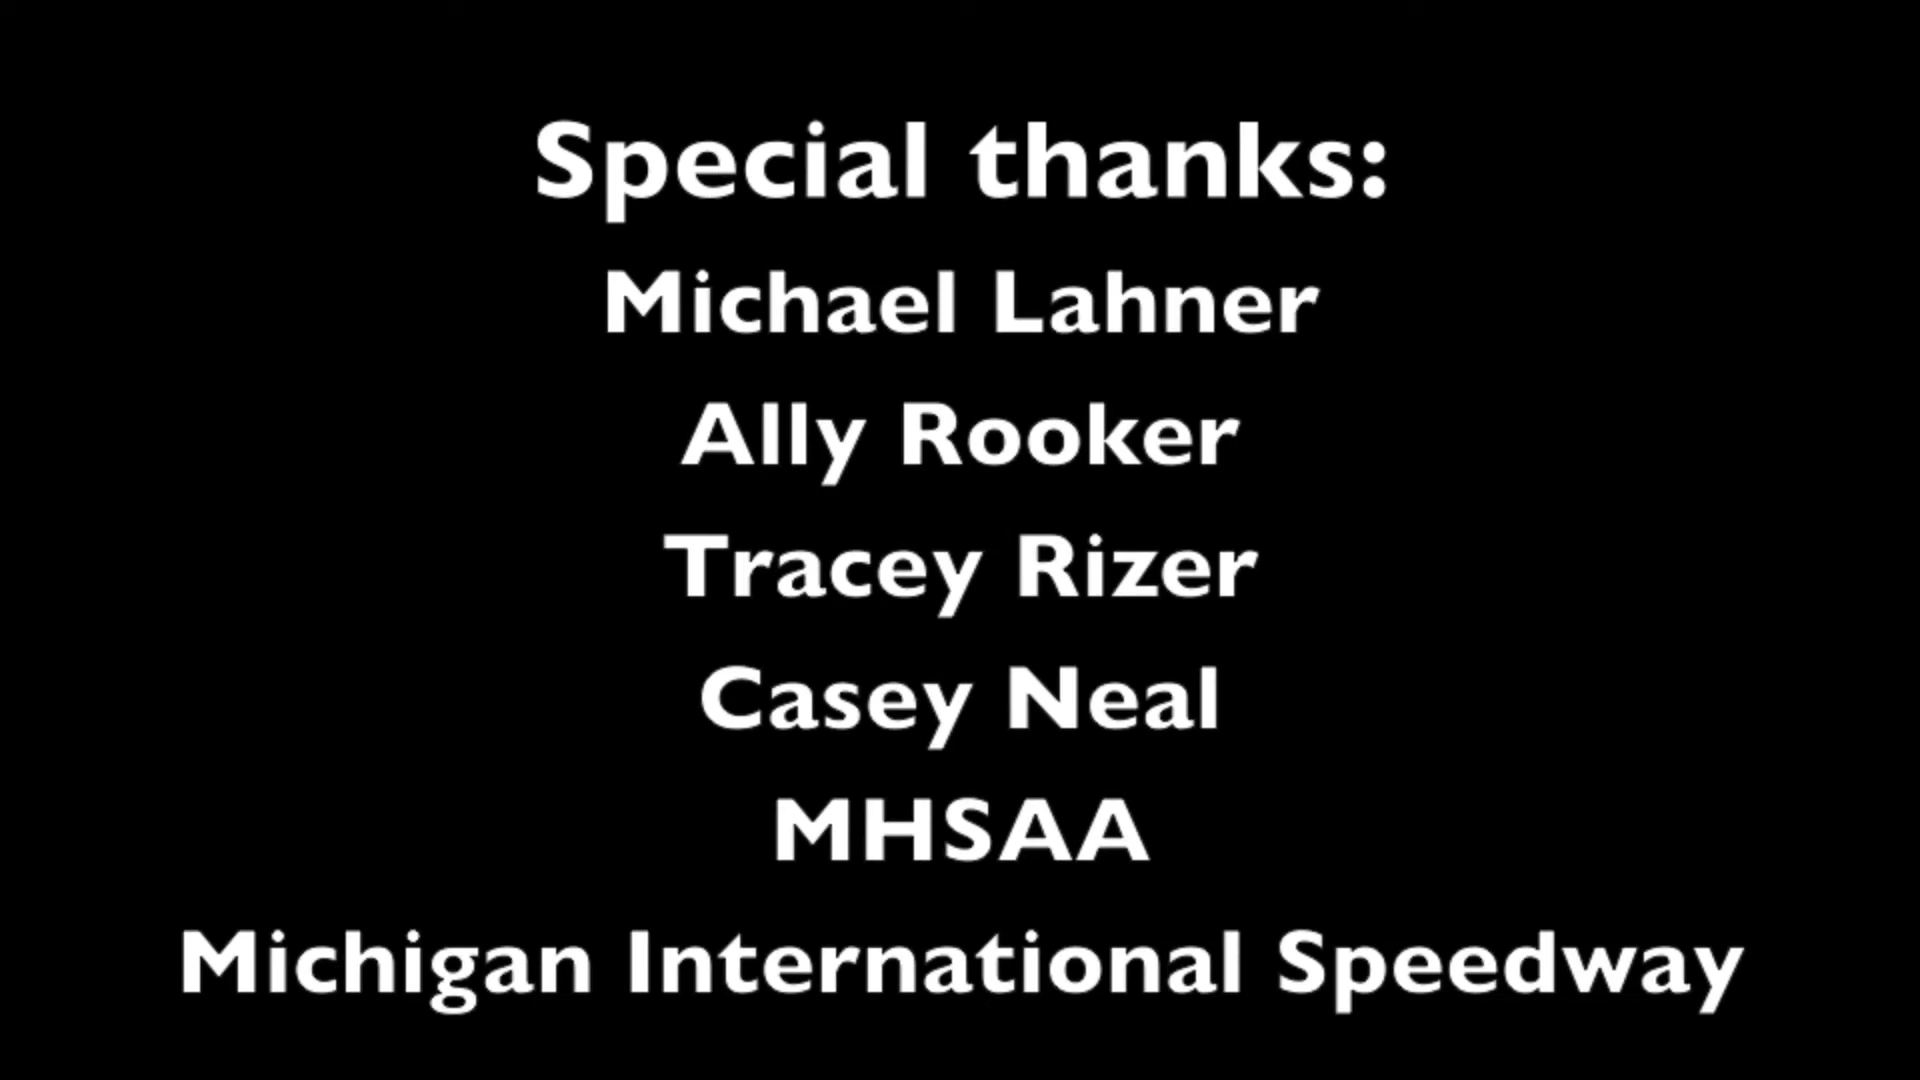 Special thanks:
Michael Lahner
Ally Rooker
Tracey Rizer
Casey Neal
MHSAA
Michigan International Speedway